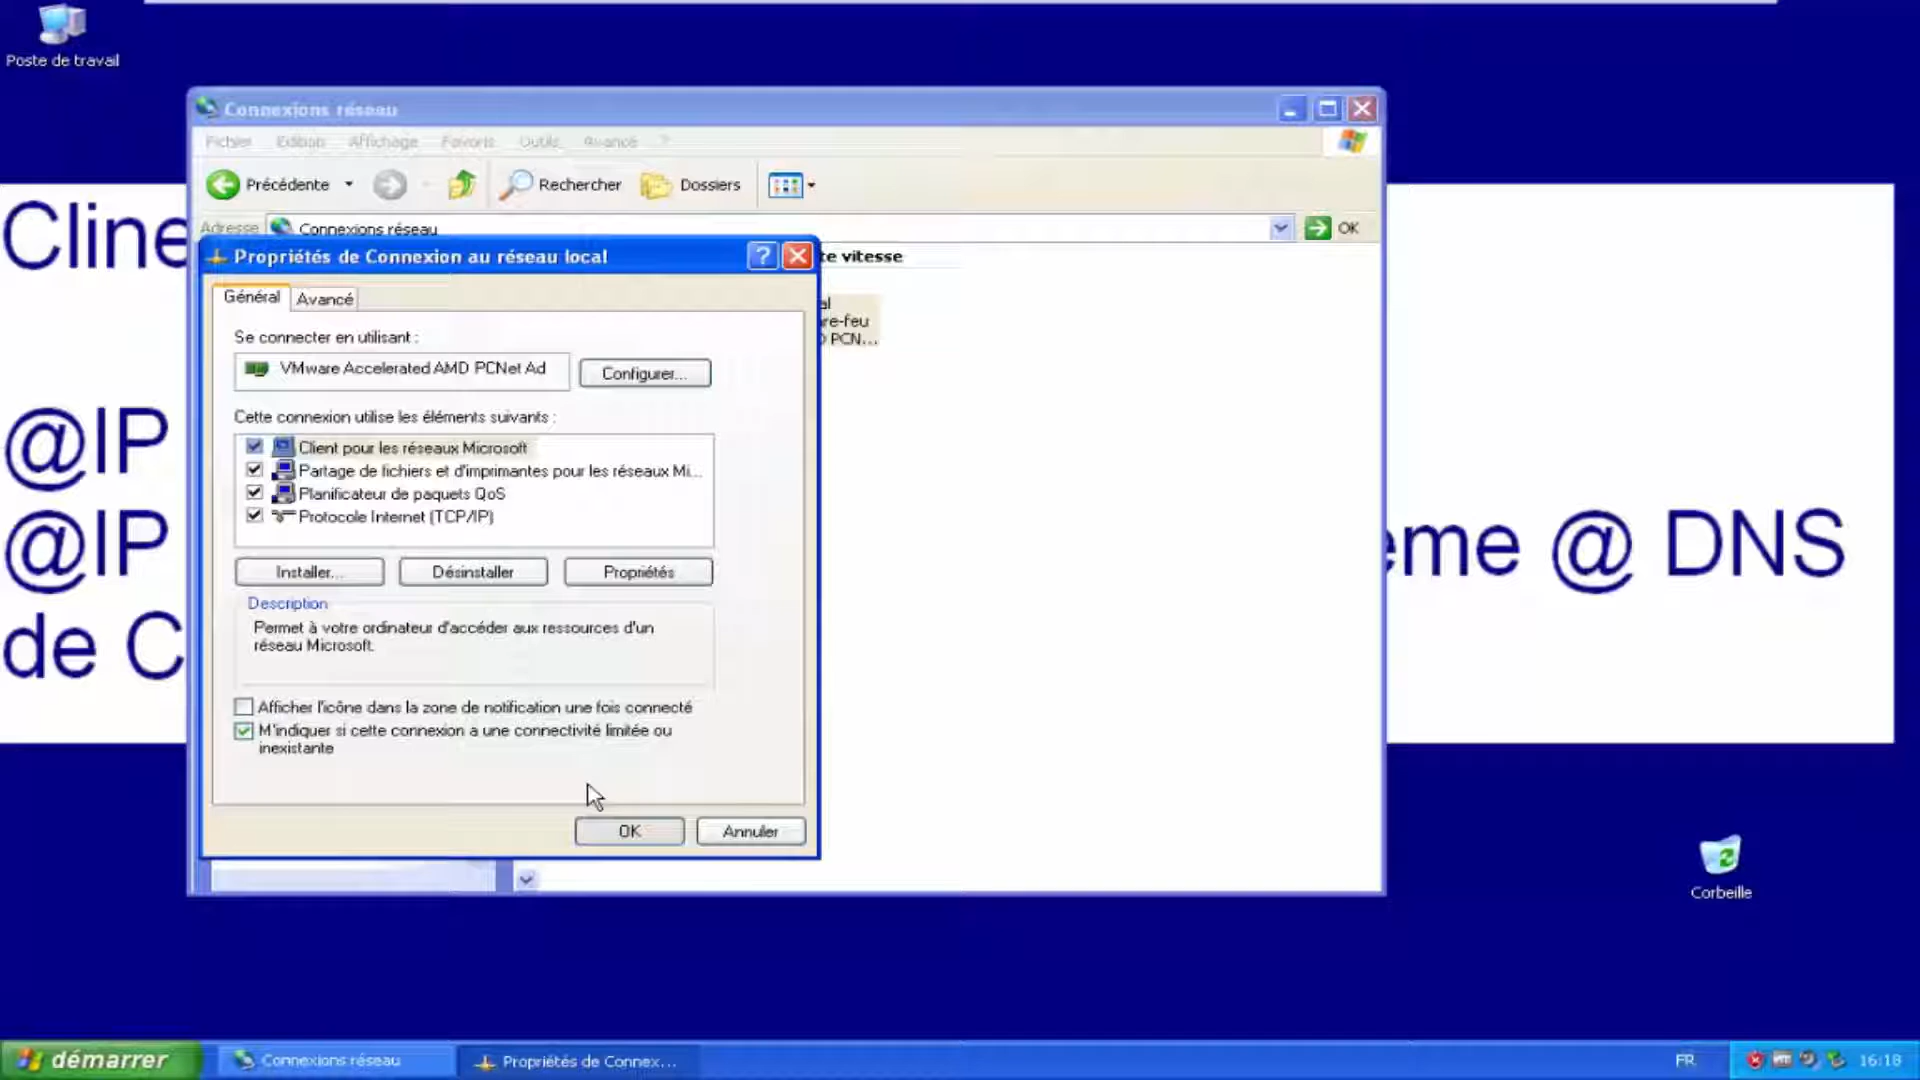 Poste de travail
Connexions réseau
Fichier Edition Affichage Favoris Outils Avancé ?
Précédente Rechercher Dossiers
Adresse Connexions réseau OK
Propriétés de Connexion au réseau local ?
te vitesse
Général Avancé
al
re-feu
PCN...
Se connecter en utilisant :
VMware Accelerated AMD PCNet Ad Configurer...
Cette connexion utilise les éléments suivants :
Client pour les réseaux Microsoft
Partage de fichiers et d'imprimantes pour les réseaux Mi...
Planificateur de paquets QoS
Protocole Internet (TCP/IP)
Installer... Désinstaller Propriétés
Description
Permet à votre ordinateur d'accéder aux ressources d'un
réseau Microsoft.
Afficher l'icône dans la zone de notification une fois connecté
M'indiquer si cette connexion a une connectivité limitée ou
inexistante
OK Annuler
Cline
@IP
@IP ème @ DNS
de C
Corbeille
démarrer Connexions réseau Propriétés de Connex... FR 16:18